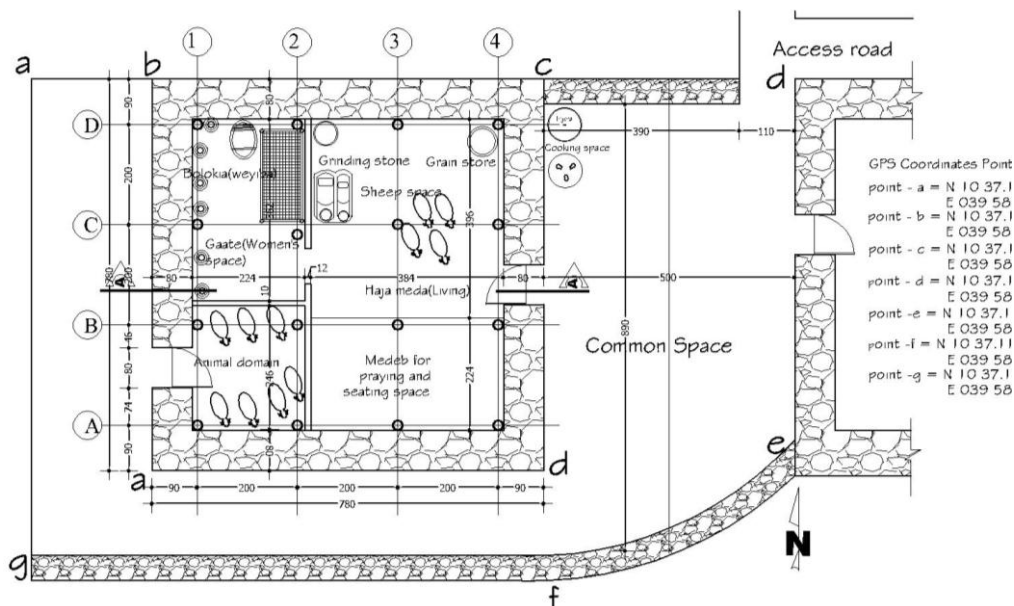 Access road
1
2
3
4
a
b
c
d
D
C
B
A
90
200
780
46
80
74
90
80
390
110
Cooking space
Bolokia(weyiba)
Grinding stone
Grain store
Sheep space
396
Gaate(Women's
space)
80
224
12
384
80
500
10
Haja meda(Living)
A
A
890
Common Space
Animal domain
246
Medeb for
praying and
seating space
224
80
a
d
e
90
200
200
200
90
780
g
f
N
GPS Coordinates Point
point - a = N 10 37.1
E 039 58
point - b = N 10 37.1
E 039 58
point - c = N 10 37.1
E 039 58
point - d = N 10 37.1
E 039 58
point -e = N 10 37.1
E 039 58
point -f = N 10 37.11
E 039 58
point -g = N 10 37.1
E 039 58